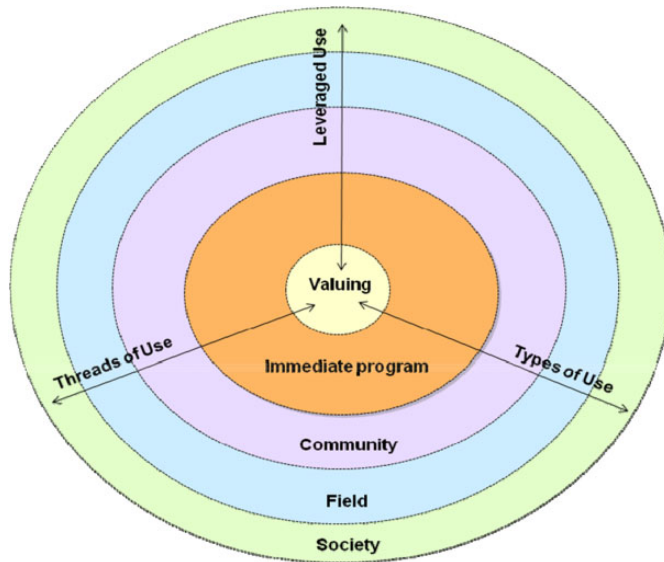 Leveraged Use
Valuing
Threads of Use
Types of Use
Immediate program
Community
Field
Society